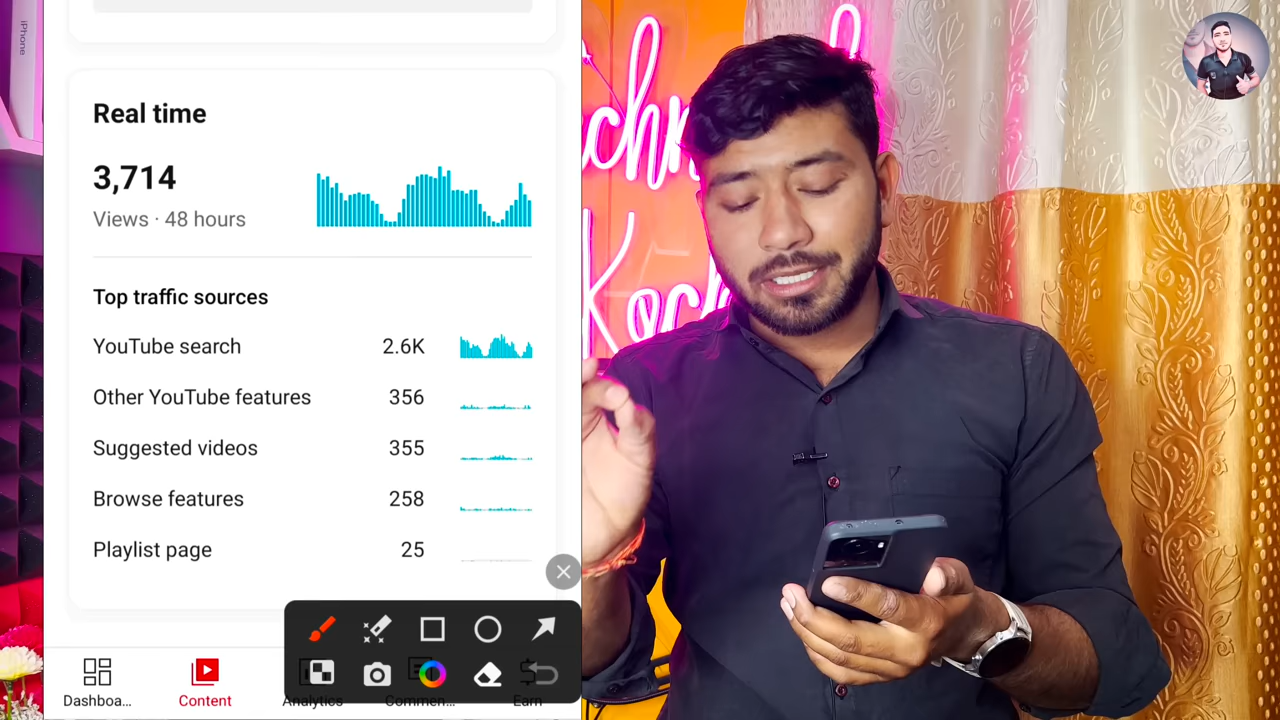 iPhone
Real time
3,714
Views · 48 hours
Top traffic sources
YouTube search 2.6K
Other YouTube features 356
Suggested videos 355
Browse features 258
Playlist page 25
Dashboa... Content Analytics Commen... Earn